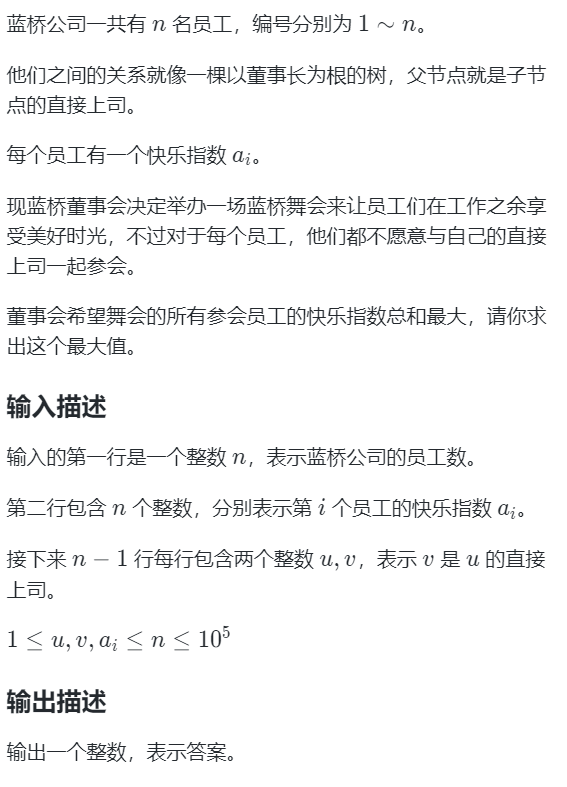 蓝桥公司一共有 n 名员工，编号分别为 1 ∼ n。
他们之间的关系就像一棵以董事长为根的树，父节点就是子节
点的直接上司。
每个员工有一个快乐指数 aᵢ。
现蓝桥董事会决定举办一场蓝桥舞会来让员工们在工作之余享
受美好时光，不过对于每个员工，他们都不愿意与自己的直接
上司一起参会。
董事会希望舞会的所有参会员工的快乐指数总和最大，请你求
出这个最大值。
输入描述
输入的第一行是一个整数 n，表示蓝桥公司的员工数。
第二行包含 n 个整数，分别表示第 i 个员工的快乐指数 aᵢ。
接下来 n − 1 行每行包含两个整数 u, v，表示 v 是 u 的直接
上司。
1 ≤ u, v, aᵢ ≤ n ≤ 10⁵
输出描述
输出一个整数，表示答案。